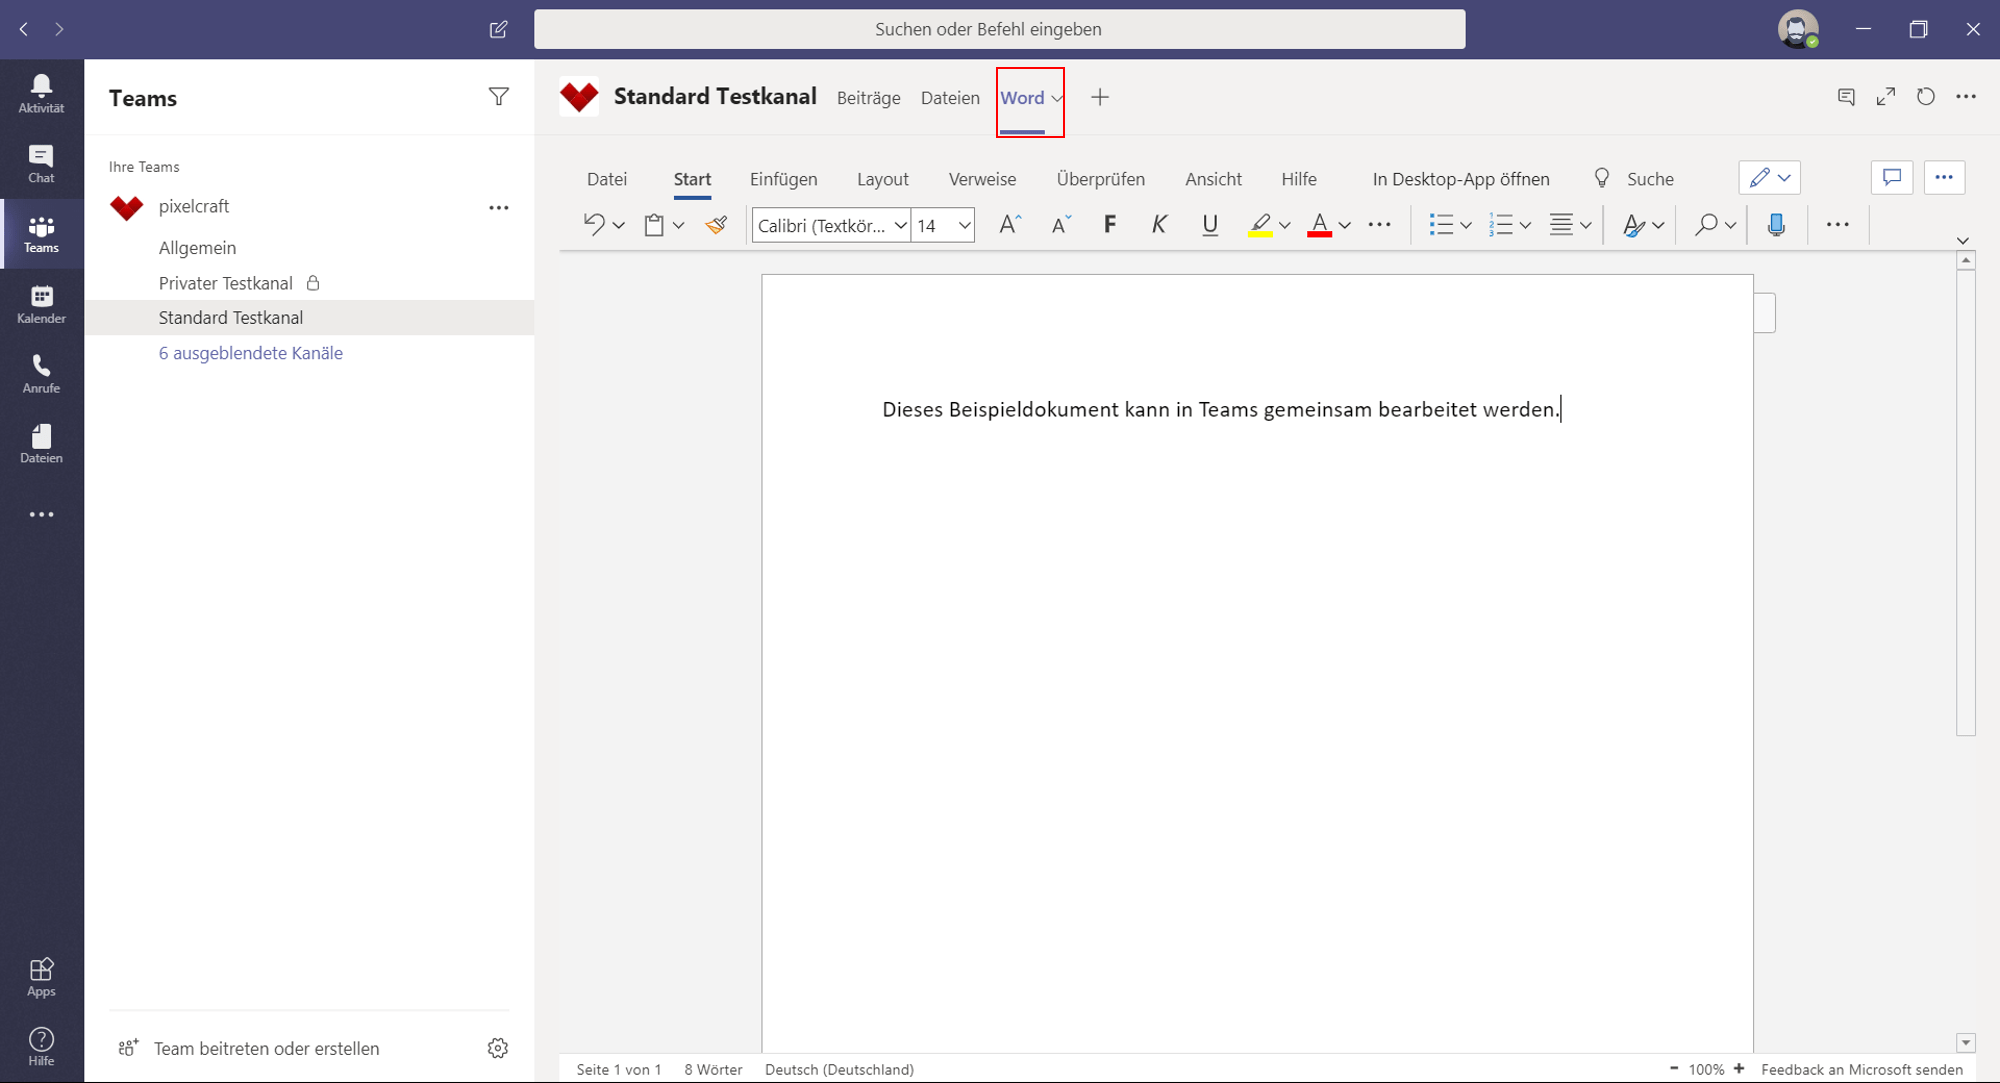 Suchen oder Befehl eingeben
Aktivität
Chat
Teams
Kalender
Anrufe
Dateien
Apps
Hilfe
Teams
Ihre Teams
pixelcraft
Allgemein
Privater Testkanal
Standard Testkanal
6 ausgeblendete Kanäle
Team beitreten oder erstellen
Standard Testkanal Beiträge Dateien Word
Datei Start Einfügen Layout Verweise Überprüfen Ansicht Hilfe In Desktop-App öffnen Suche
Calibri (Textkör... 14 A A F K U A
Dieses Beispieldokument kann in Teams gemeinsam bearbeitet werden.
Seite 1 von 1 8 Wörter Deutsch (Deutschland) - 100% + Feedback an Microsoft senden